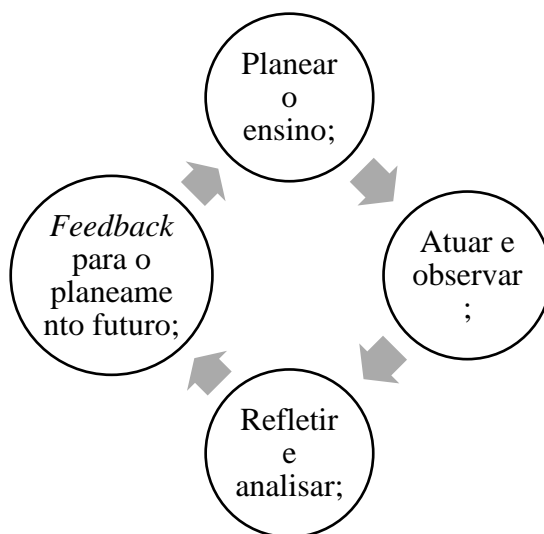 Planear
o
ensino;
Atuar e
observar
;
Refletir
e
analisar;
Feedback
para o
planeame
nto futuro;